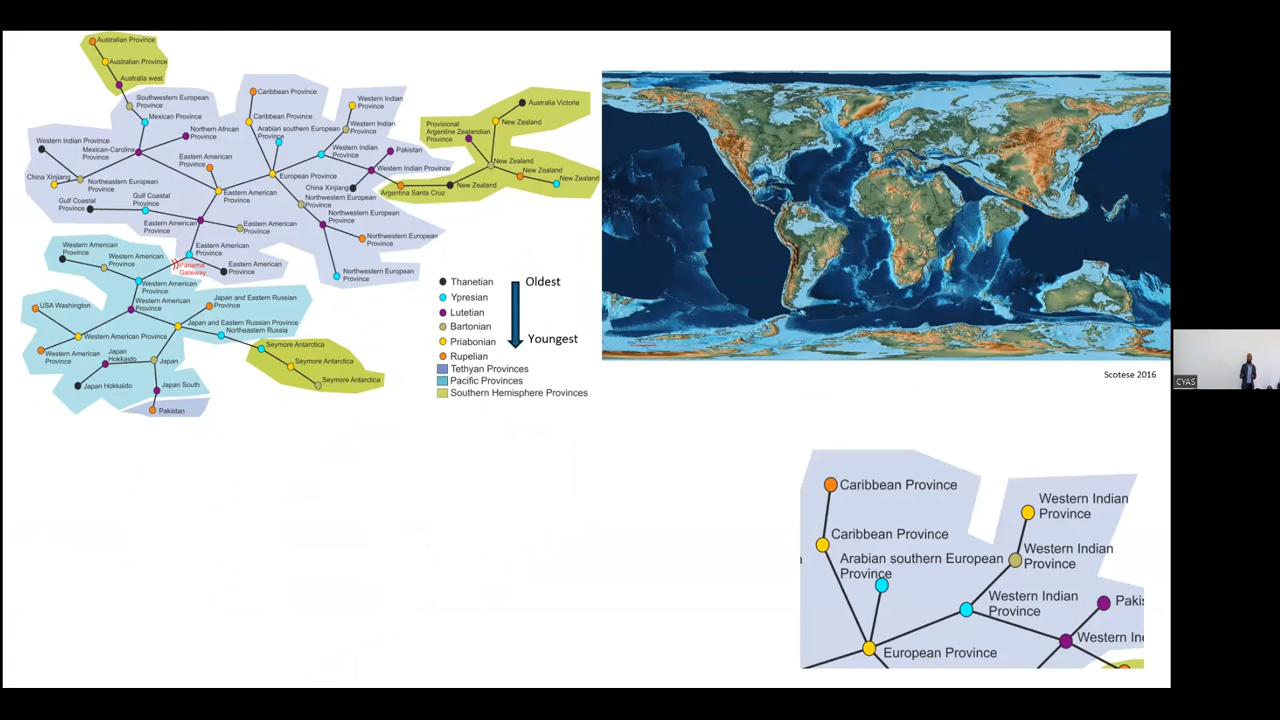 Australian Province
Australian Province
Australia west
Southwestern European
Province
Mexican Province
Northern African
Province
Western Indian Province
Mexican-Caroline
Province
China Xinjiang
Northeastern European
Province
Gulf Coastal
Province
Gulf Coastal
Province
Eastern American
Province
Eastern American
Province
Eastern American
Province
Eastern American
Province
Eastern American
Province
Eastern American
Province
Panama
Gateway
Caribbean Province
Caribbean Province
Arabian southern European
Province
European Province
Western Indian
Province
Western Indian
Province
Western Indian
Province
Pakistan
Western Indian Province
China Xinjiang
Northwestern European
Province
Northwestern European
Province
Northwestern European
Province
Northwestern European
Province
Australia Victoria
Provisional
Argentine Zealandian
Province
New Zealand
New Zealand
New Zealand
New Zealand
New Zealand
Argentina Santa Cruz
Western American
Province
Western American
Province
Western American
Province
Western American
Province
USA Washington
Western American Province
Western American
Province
Japan and Eastern Russian
Province
Japan and Eastern Russian Province
Northeastern Russia
Japan
Hokkaido
Japan
Japan Hokkaido
Japan South
Pakistan
Seymore Antarctica
Seymore Antarctica
Seymore Antarctica
Thanetian
Ypresian
Lutetian
Bartonian
Priabonian
Rupelian
Oldest
Youngest
Tethyan Provinces
Pacific Provinces
Southern Hemisphere Provinces
Scotese 2016
CYAS
Caribbean Province
Caribbean Province
Arabian southern European
Province
Western Indian
Province
Western Indian
Province
Western Indian
Province
Pakis
Western In
European Province